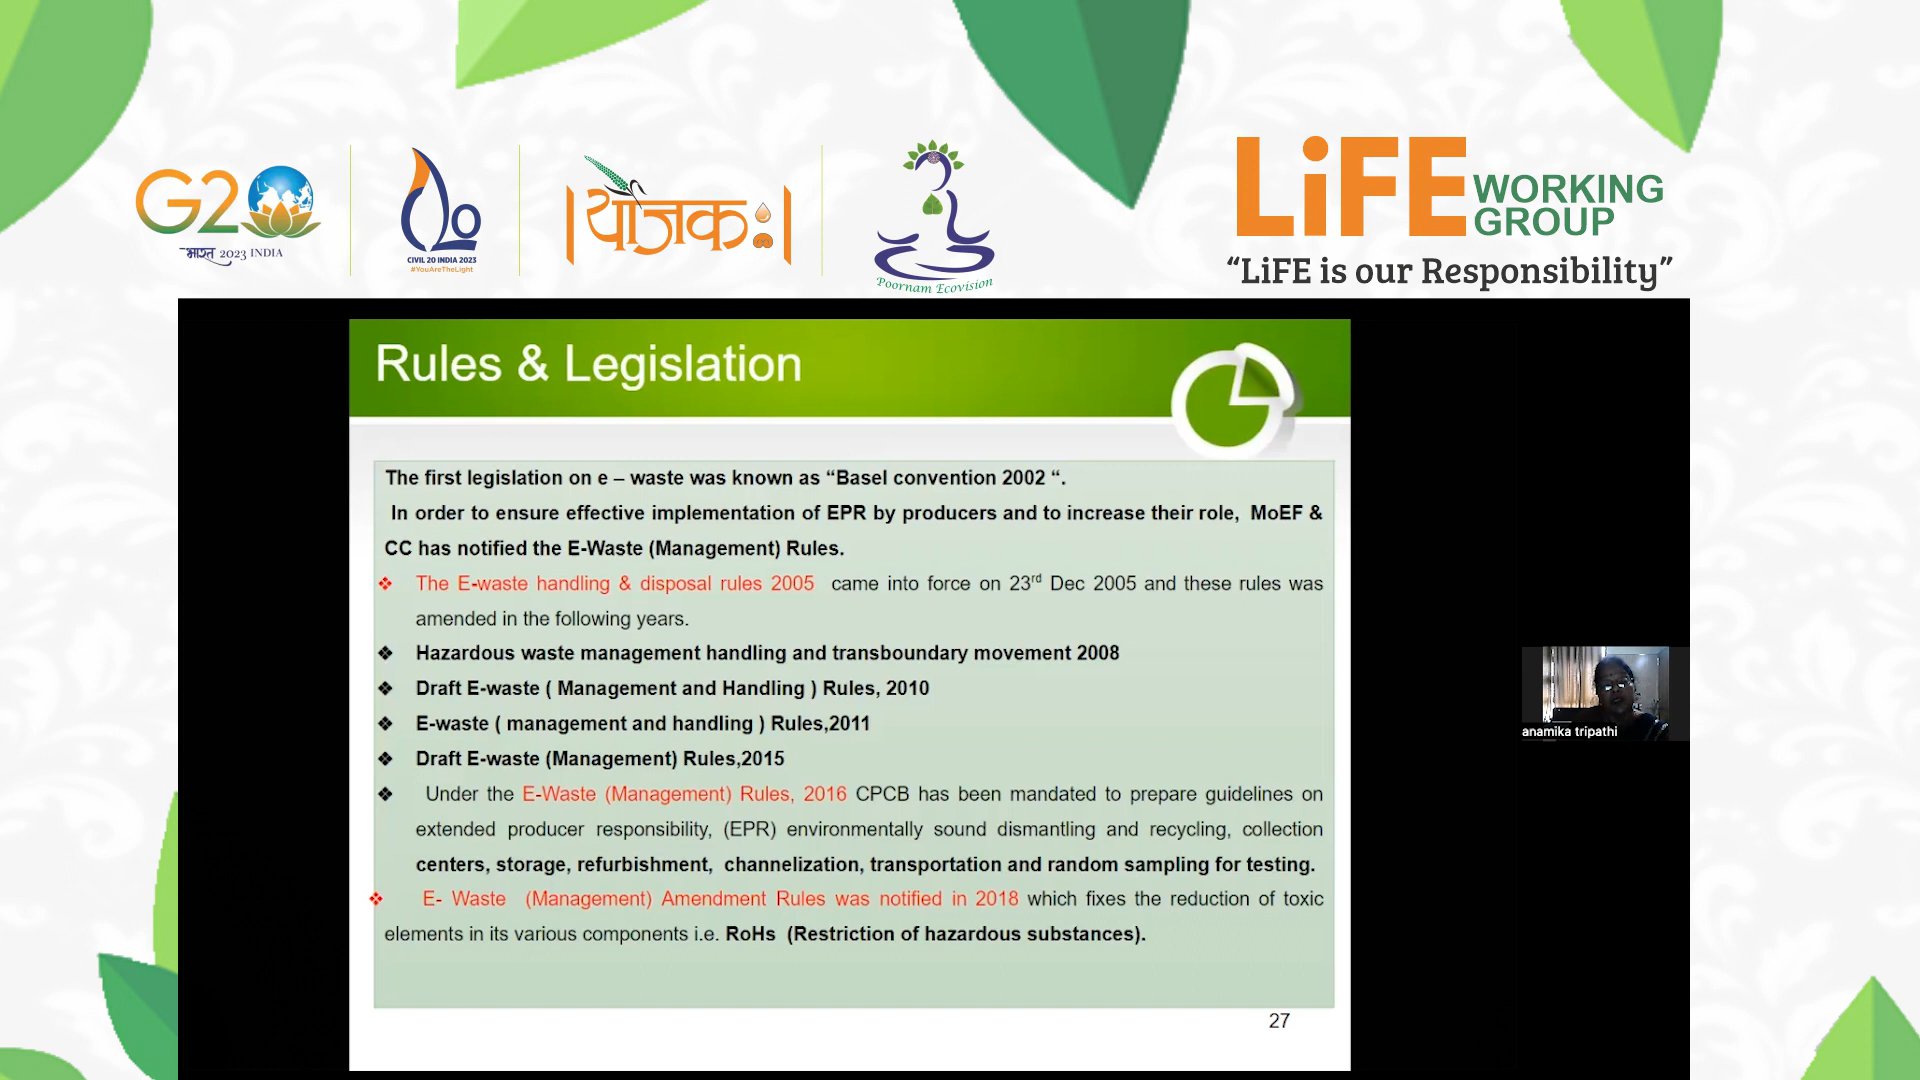 G20
भारत 2023 INDIA
CIVIL 20 INDIA 2023
#YouAreTheLight
योजक:
Poornam Ecovision
LiFE WORKING GROUP
“LiFE is our Responsibility”
Rules & Legislation
The first legislation on e – waste was known as “Basel convention 2002 “.
In order to ensure effective implementation of EPR by producers and to increase their role, MoEF &
CC has notified the E-Waste (Management) Rules.
❖ The E-waste handling & disposal rules 2005 came into force on 23rd Dec 2005 and these rules was
amended in the following years.
❖ Hazardous waste management handling and transboundary movement 2008
❖ Draft E-waste ( Management and Handling ) Rules, 2010
❖ E-waste ( management and handling ) Rules,2011
❖ Draft E-waste (Management) Rules,2015
❖ Under the E-Waste (Management) Rules, 2016 CPCB has been mandated to prepare guidelines on
extended producer responsibility, (EPR) environmentally sound dismantling and recycling, collection
centers, storage, refurbishment, channelization, transportation and random sampling for testing.
❖ E- Waste (Management) Amendment Rules was notified in 2018 which fixes the reduction of toxic
elements in its various components i.e. RoHs (Restriction of hazardous substances).
27
anamika tripathi